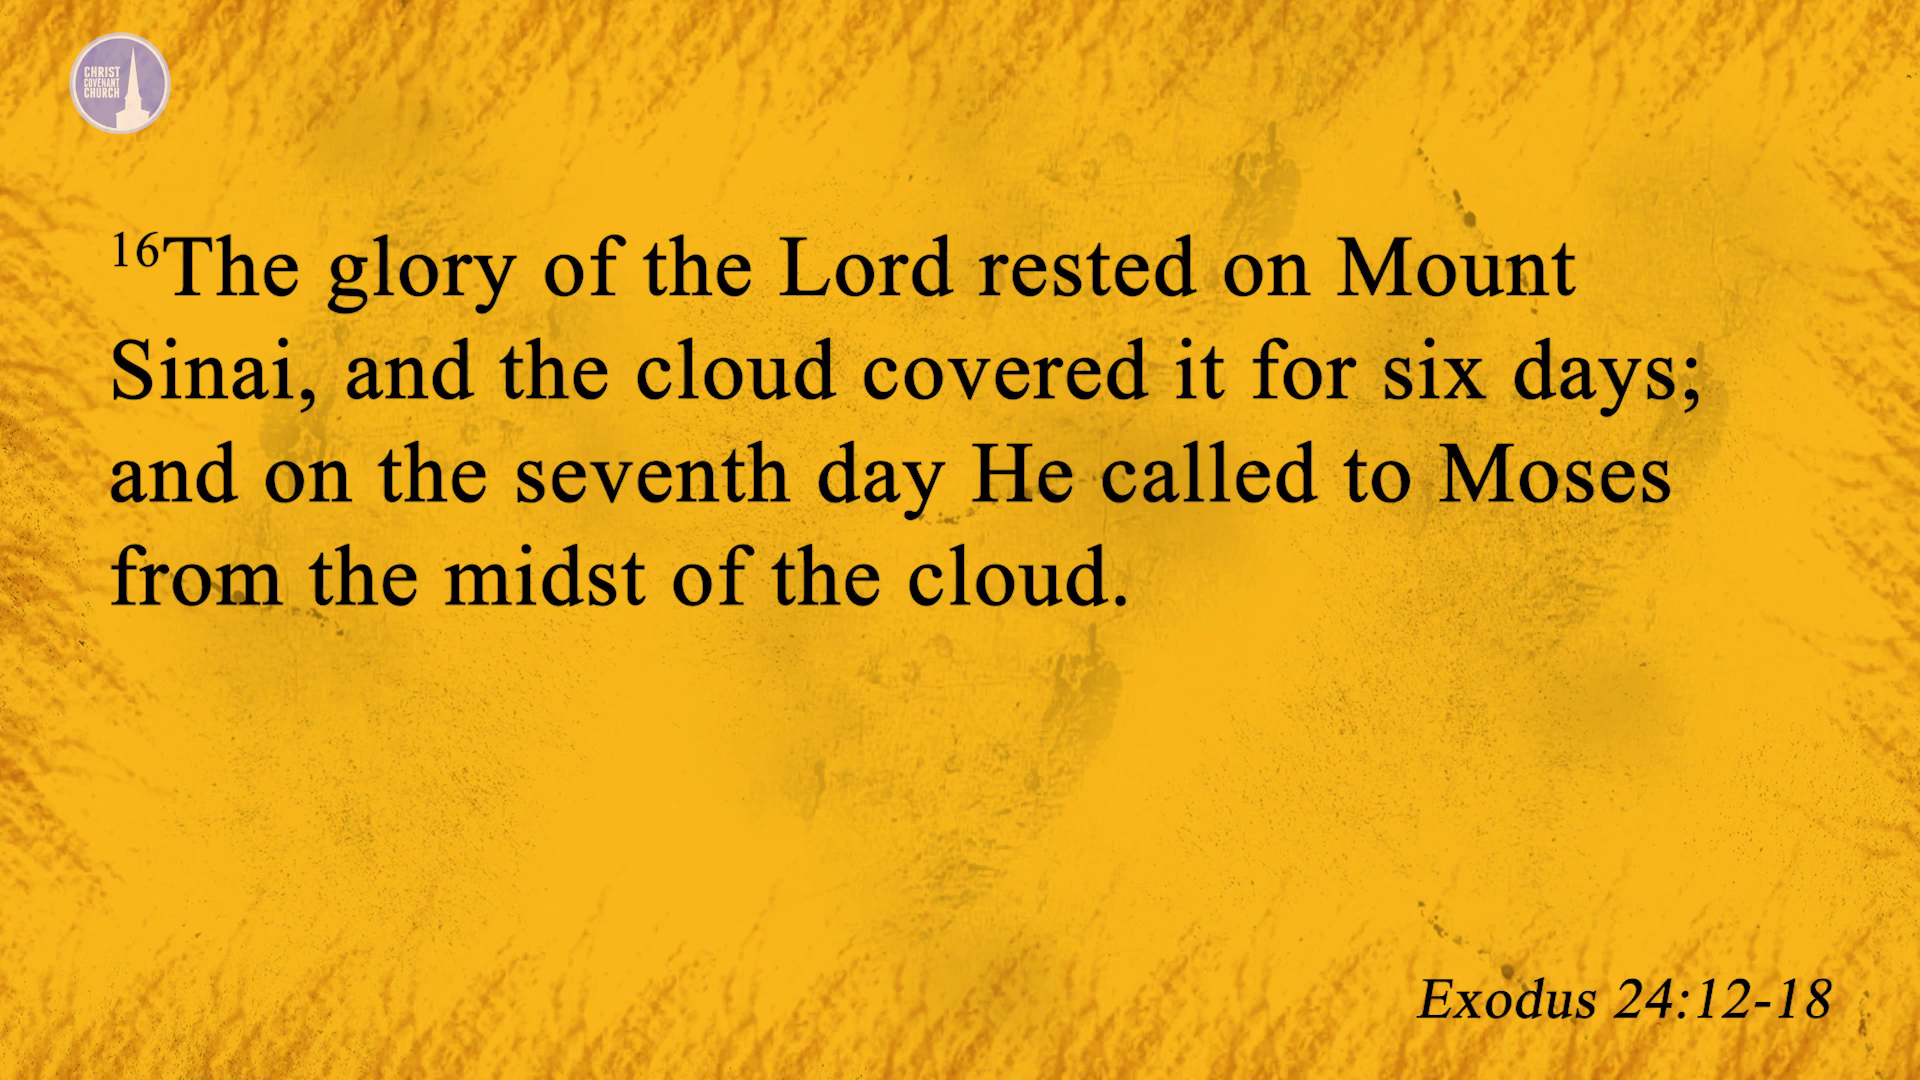 CHRIST
COVENANT
CHURCH
16The glory of the Lord rested on Mount
Sinai, and the cloud covered it for six days;
and on the seventh day He called to Moses
from the midst of the cloud.
Exodus 24:12-18